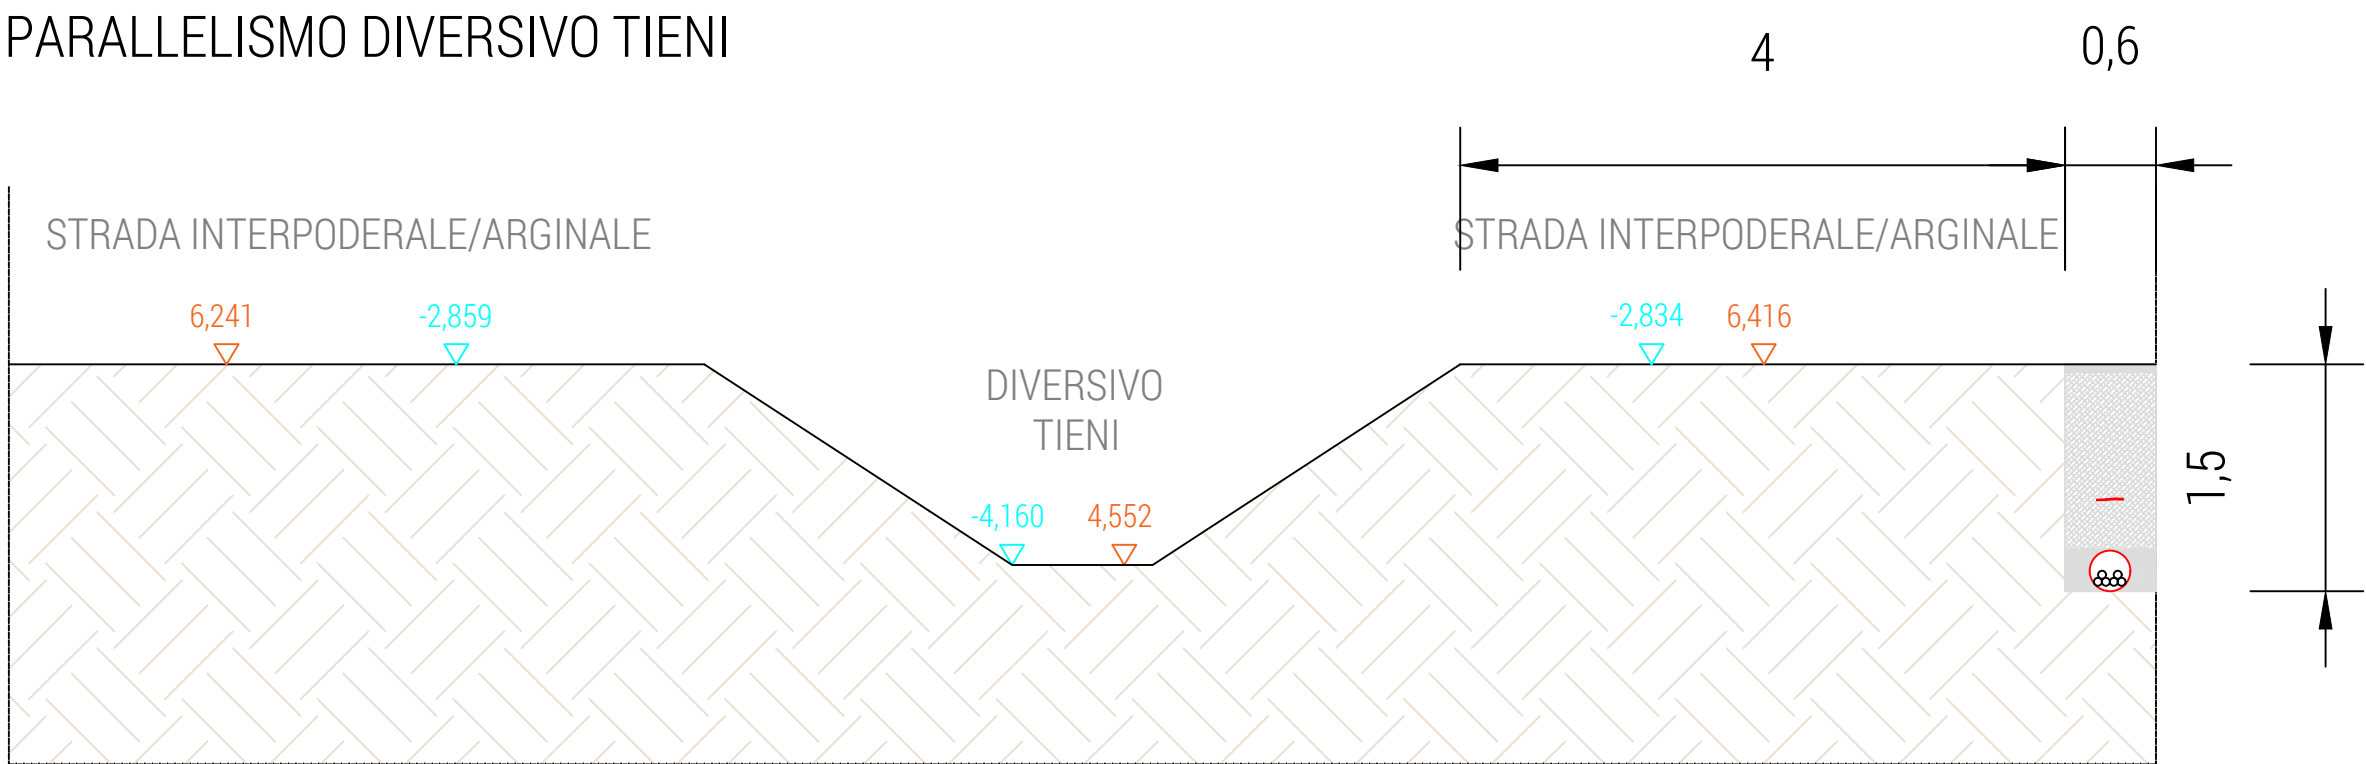 PARALLELISMO DIVERSIVO TIENI
4
0,6
STRADA INTERPODERALE/ARGINALE
STRADA INTERPODERALE/ARGINALE
6,241
-2,859
-2,834
6,416
DIVERSIVO
TIENI
1,5
-4,160
4,552